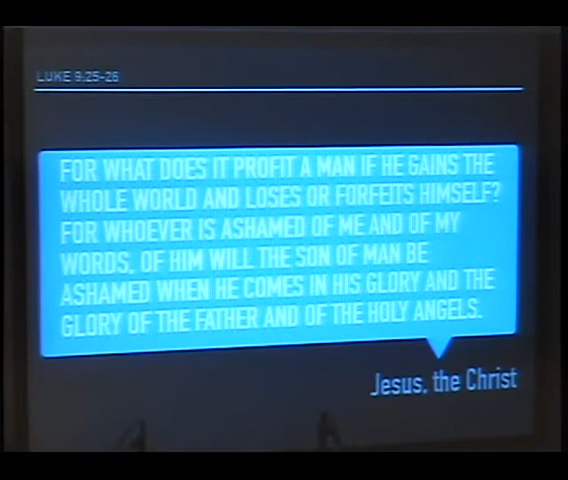 LUKE 9.25-26
FOR WHAT DOES IT PROFIT A MAN IF HE GAINS THE
WHOLE WORLD AND LOSES OR FORFEITS HIMSELF?
FOR WHOEVER IS ASHAMED OF ME AND OF MY
WORDS, OF HIM WILL THE SON OF MAN BE
ASHAMED WHEN HE COMES IN HIS GLORY AND THE
GLORY OF THE FATHER AND OF THE HOLY ANGELS.
Jesus, the Christ